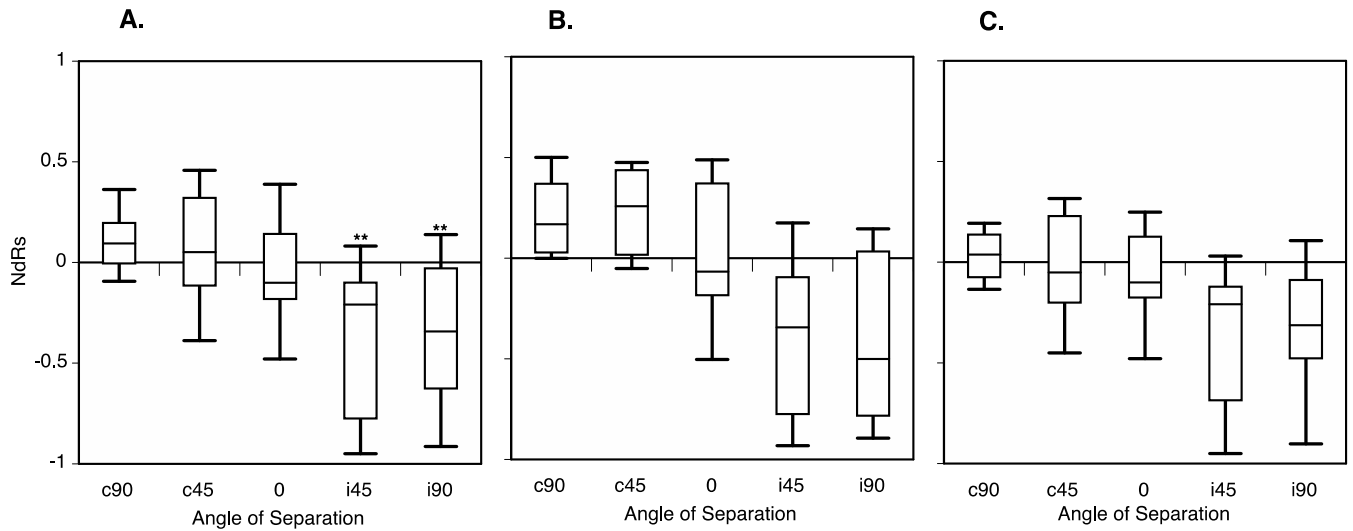 A.
B.
C.
1
0.5
0
-0.5
-1
NdRs
**
**
c90 c45 0 i45 i90
Angle of Separation
c90 c45 0 i45 i90
Angle of Separation
c90 c45 0 i45 i90
Angle of Separation